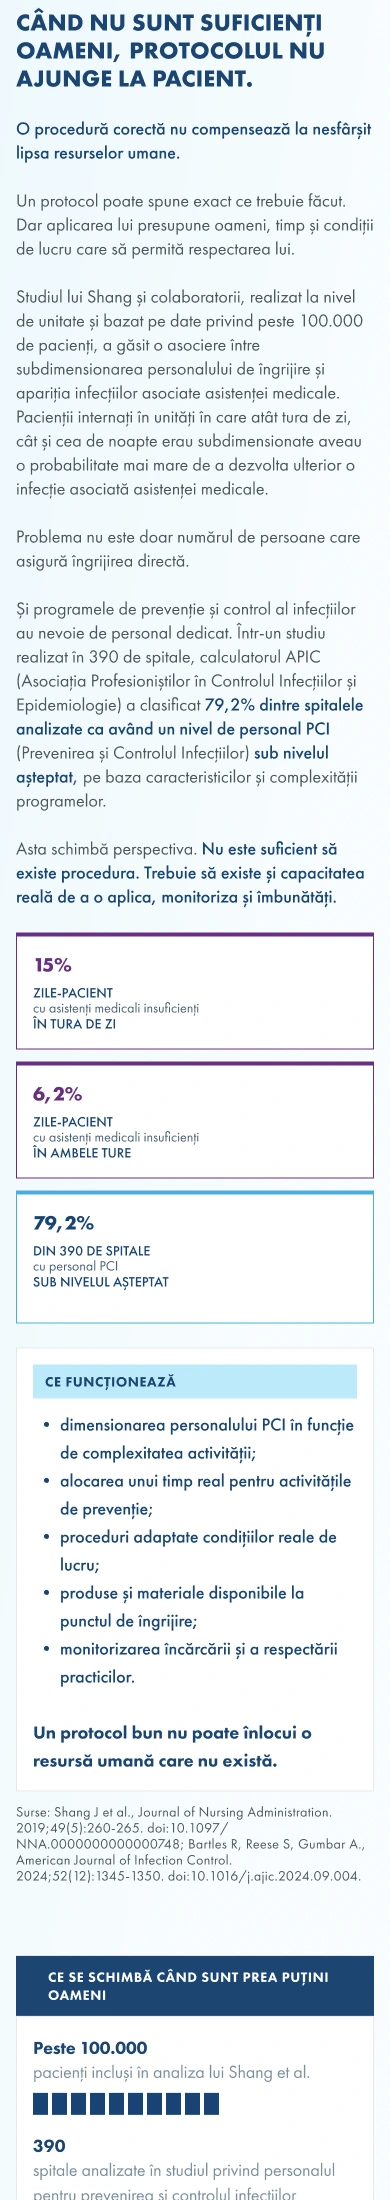 CÂND NU SUNT SUFICIENȚI
OAMENI, PROTOCOLUL NU
AJUNGE LA PACIENT.
O procedură corectă nu compensează la nesfârșit
lipsa resurselor umane.
Un protocol poate spune exact ce trebuie făcut.
Dar aplicarea lui presupune oameni, timp și condiții
de lucru care să permită respectarea lui.
Studiul lui Shang și colaboratorii, realizat la nivel
de unitate și bazat pe date privind peste 100.000
de pacienți, a găsit o asociere între
subdimensionarea personalului de îngrijire și
apariția infecțiilor asociate asistenței medicale.
Pacienții internați în unități în care atât tura de zi,
cât și cea de noapte erau subdimensionate aveau
o probabilitate mai mare de a dezvolta ulterior o
infecție asociată asistenței medicale.
Problema nu este doar numărul de persoane care
asigură îngrijirea directă.
Și programele de prevenție și control al infecțiilor
au nevoie de personal dedicat. Într-un studiu
realizat în 390 de spitale, calculatorul APIC
(Asociația Profesioniștilor în Controlul Infecțiilor și
Epidemiologie) a clasificat 79,2% dintre spitalele
analizate ca având un nivel de personal PCI
(Prevenirea și Controlul Infecțiilor) sub nivelul
așteptat, pe baza caracteristicilor și complexității
programelor.
Asta schimbă perspectiva. Nu este suficient să
existe procedura. Trebuie să existe și capacitatea
reală de a o aplica, monitoriza și îmbunătăți.
15%
ZILE-PACIENT
cu asistenți medicali insuficienți
ÎN TURA DE ZI
6,2%
ZILE-PACIENT
cu asistenți medicali insuficienți
ÎN AMBELE TURE
79,2%
DIN 390 DE SPITALE
cu personal PCI
SUB NIVELUL AȘTEPTAT
CE FUNCȚIONEAZĂ
• dimensionarea personalului PCI în funcție
de complexitatea activității;
• alocarea unui timp real pentru activitățile
de prevenție;
• proceduri adaptate condițiilor reale de
lucru;
• produse și materiale disponibile la
punctul de îngrijire;
• monitorizarea încărcării și a respectării
practicilor.
Un protocol bun nu poate înlocui o
resursă umană care nu există.
Surse: Shang J et al., Journal of Nursing Administration.
2019;49(5):260-265. doi:10.1097/
NNA.0000000000000748; Bartles R, Reese S, Gumbar A.,
American Journal of Infection Control.
2024;52(12):1345-1350. doi:10.1016/j.ajic.2024.09.004.
CE SE SCHIMBĂ CÂND SUNT PREA PUȚINI
OAMENI
Peste 100.000
pacienți incluși în analiza lui Shang et al.
390
spitale analizate în studiul privind personalul
pentru prevenirea și controlul infecțiilor